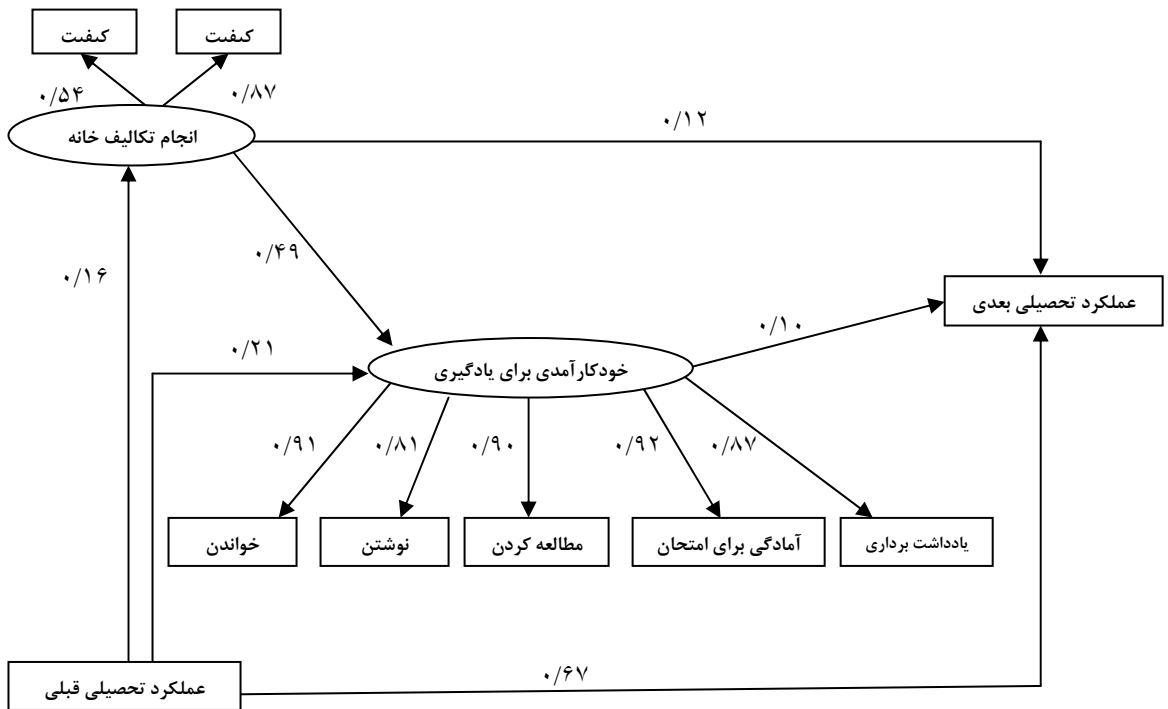 کیفیت
کیفیت
۰/۵۴
۰/۸۷
انجام تکالیف خانه
۰/۱۲
۰/۴۹
۰/۱۶
عملکرد تحصیلی بعدی
۰/۱۰
۰/۲۱
خودکارآمدی برای یادگیری
۰/۹۱
۰/۸۱
۰/۹۰
۰/۹۲
۰/۸۷
خواندن
نوشتن
مطالعه کردن
آمادگی برای امتحان
یادداشت برداری
عملکرد تحصیلی قبلی
۰/۶۷